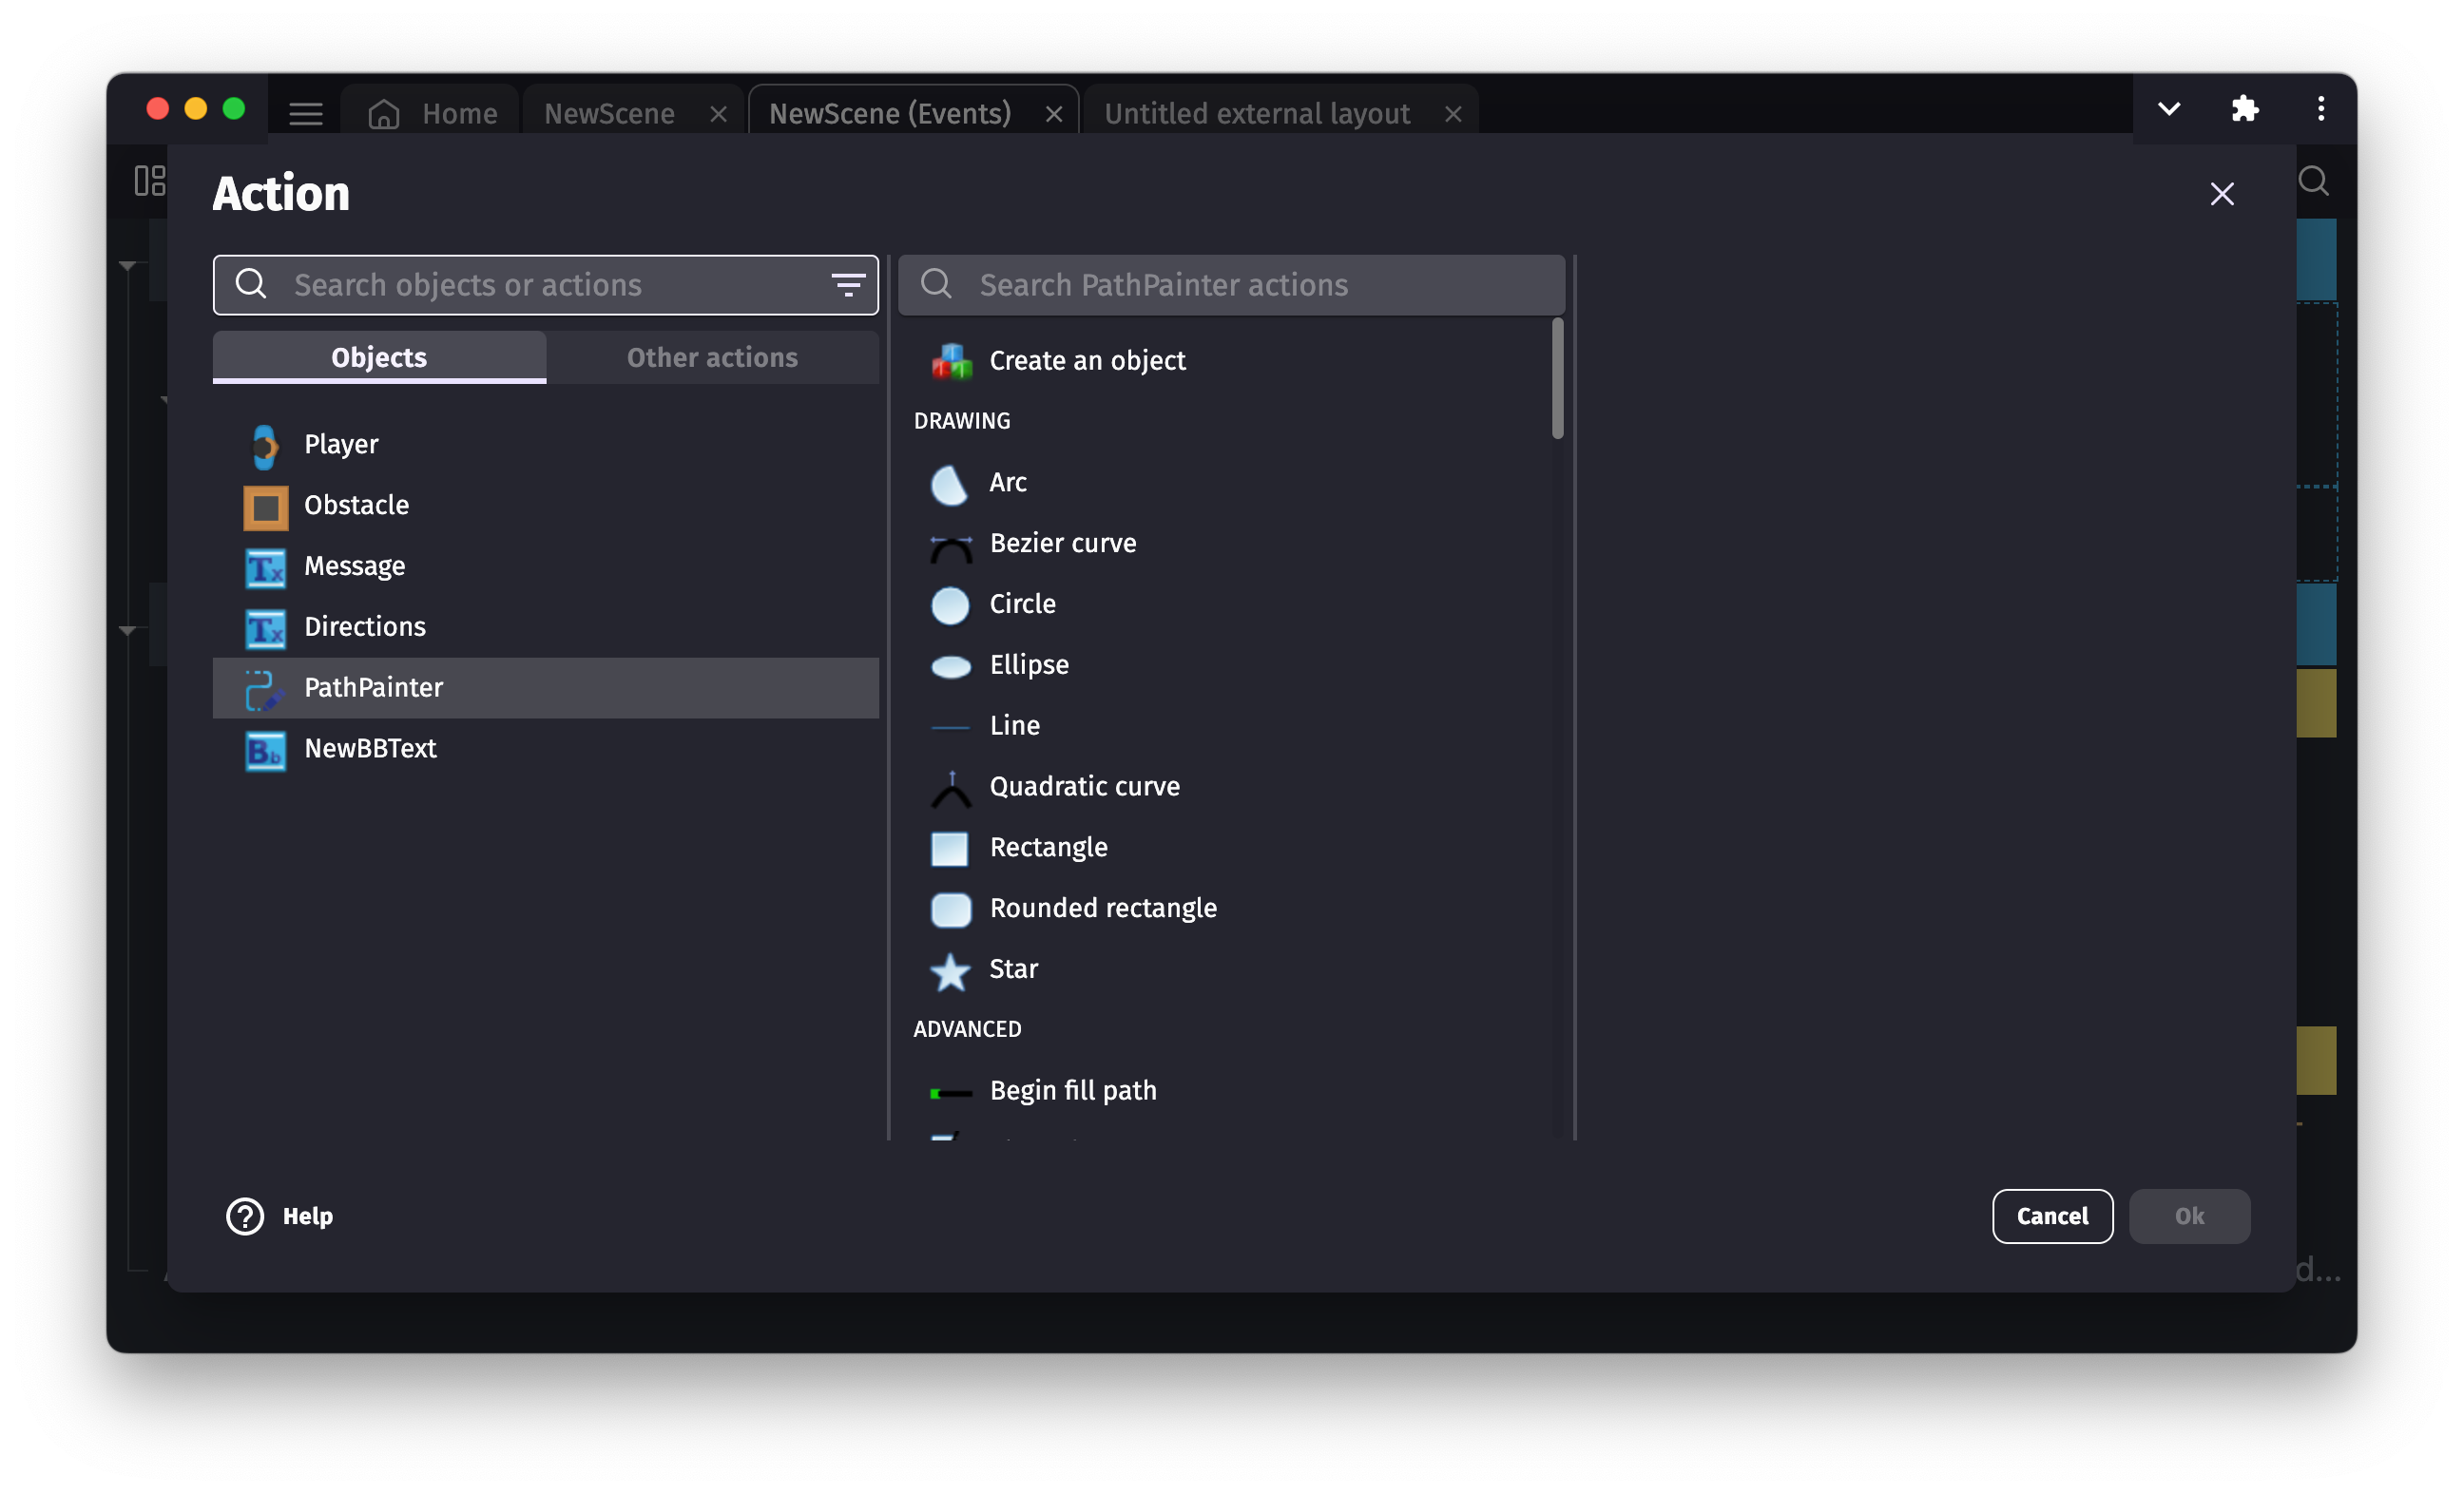 Home
NewScene
NewScene (Events)
Untitled external layout
Action
Search objects or actions
Search PathPainter actions
Objects
Other actions
Player
Obstacle
Message
Directions
PathPainter
NewBBText
Create an object
DRAWING
Arc
Bezier curve
Circle
Ellipse
Line
Quadratic curve
Rectangle
Rounded rectangle
Star
ADVANCED
Begin fill path
Help
Cancel
Ok
d...